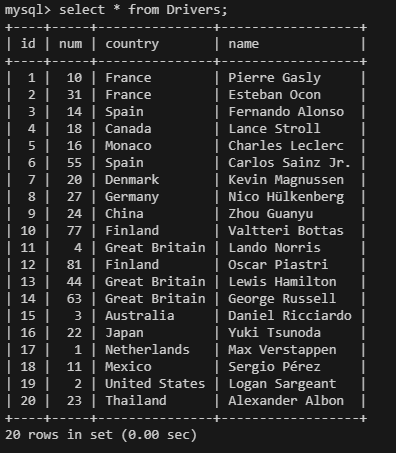 mysql> select * from Drivers;
+----+-----+---------------+------------------+
| id | num | country       | name             |
+----+-----+---------------+------------------+
|  1 |  10 | France        | Pierre Gasly     |
|  2 |  31 | France        | Esteban Ocon     |
|  3 |  14 | Spain         | Fernando Alonso  |
|  4 |  18 | Canada        | Lance Stroll     |
|  5 |  16 | Monaco        | Charles Leclerc  |
|  6 |  55 | Spain         | Carlos Sainz Jr. |
|  7 |  20 | Denmark       | Kevin Magnussen  |
|  8 |  27 | Germany       | Nico Hülkenberg  |
|  9 |  24 | China         | Zhou Guanyu      |
| 10 |  77 | Finland       | Valtteri Bottas  |
| 11 |   4 | Great Britain | Lando Norris     |
| 12 |  81 | Finland       | Oscar Piastri    |
| 13 |  44 | Great Britain | Lewis Hamilton   |
| 14 |  63 | Great Britain | George Russell   |
| 15 |   3 | Australia     | Daniel Ricciardo |
| 16 |  22 | Japan         | Yuki Tsunoda     |
| 17 |   1 | Netherlands   | Max Verstappen   |
| 18 |  11 | Mexico        | Sergio Pérez     |
| 19 |   2 | United States | Logan Sargeant   |
| 20 |  23 | Thailand      | Alexander Albon  |
+----+-----+---------------+------------------+
20 rows in set (0.00 sec)